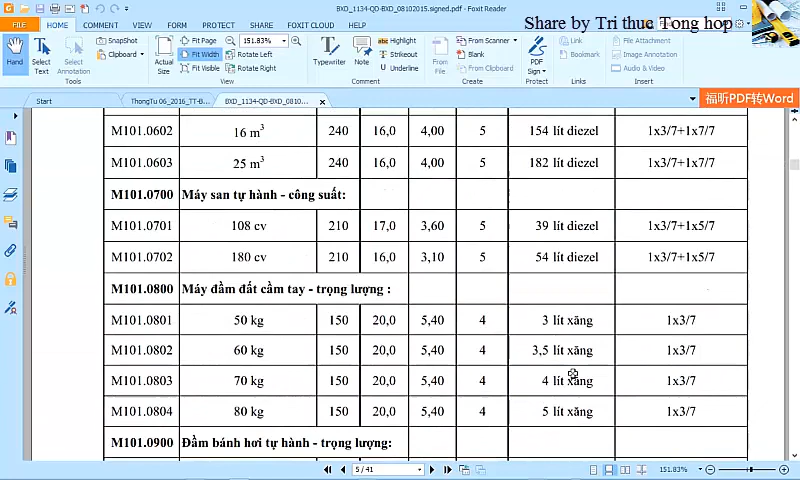 BXD_1134-QD-BXD_08102015.signed.pdf - Foxit Reader
Share by Tri thuc Tong hop
FILE HOME COMMENT VIEW FORM PROTECT SHARE FOXIT CLOUD HELP
Hand
Select Text
Select Annotation
SnapShot
Clipboard
Tools
Actual Size
Fit Page
Fit Width
Fit Visible
151.83%
Rotate Left
Rotate Right
View
Typewriter
Note
Highlight
Strikeout
Underline
Comment
From File
From Scanner
Blank
From Clipboard
Create
PDF Sign
Protect
Link
Bookmark
Links
File Attachment
Image Annotation
Audio & Video
Insert
Start ThongTu 06_2016_TT-B... BXD_1134-QD-BXD_0810... 福昕PDF转Word
M101.0602 16 m³ 240 16,0 4,00 5 154 lít diezel 1x3/7+1x7/7
M101.0603 25 m³ 240 16,0 4,00 5 182 lít diezel 1x3/7+1x7/7
M101.0700 Máy san tự hành - công suất:
M101.0701 108 cv 210 17,0 3,60 5 39 lít diezel 1x3/7+1x5/7
M101.0702 180 cv 210 16,0 3,10 5 54 lít diezel 1x3/7+1x5/7
M101.0800 Máy đầm đất cầm tay - trọng lượng :
M101.0801 50 kg 150 20,0 5,40 4 3 lít xăng 1x3/7
M101.0802 60 kg 150 20,0 5,40 4 3,5 lít xăng 1x3/7
M101.0803 70 kg 150 20,0 5,40 4 4 lít xăng 1x3/7
M101.0804 80 kg 150 20,0 5,40 4 5 lít xăng 1x3/7
M101.0900 Đầm bánh hơi tự hành - trọng lượng:
5 / 41 151.83%